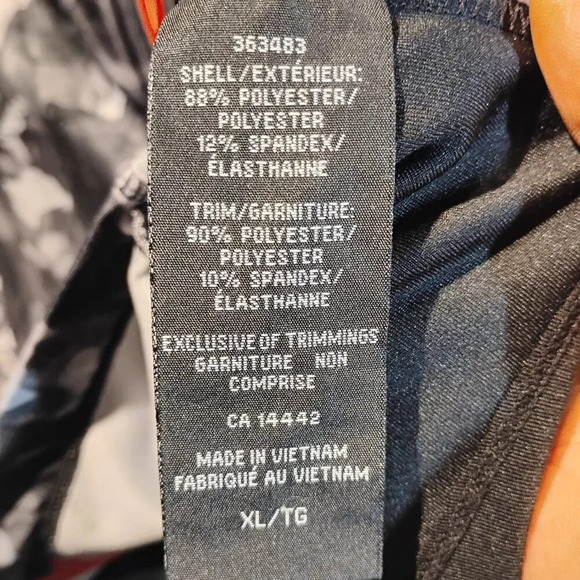 363483
SHELL/EXTÉRIEUR:
88% POLYESTER/
POLYESTER
12% SPANDEX/
ÉLASTHANNE
TRIM/GARNITURE:
90% POLYESTER/
POLYESTER
10% SPANDEX/
ÉLASTHANNE
EXCLUSIVE OF TRIMMINGS
GARNITURE NON
COMPRISE
CA 14442
MADE IN VIETNAM
FABRIQUÉ AU VIETNAM
XL/TG